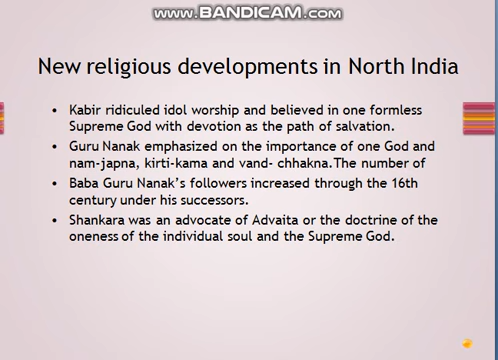 www.BANDICAM.com
New religious developments in North India
• Kabir ridiculed idol worship and believed in one formless
Supreme God with devotion as the path of salvation.
• Guru Nanak emphasized on the importance of one God and
nam-japna, kirti-kama and vand- chhakna.The number of
• Baba Guru Nanak’s followers increased through the 16th
century under his successors.
• Shankara was an advocate of Advaita or the doctrine of the
oneness of the individual soul and the Supreme God.